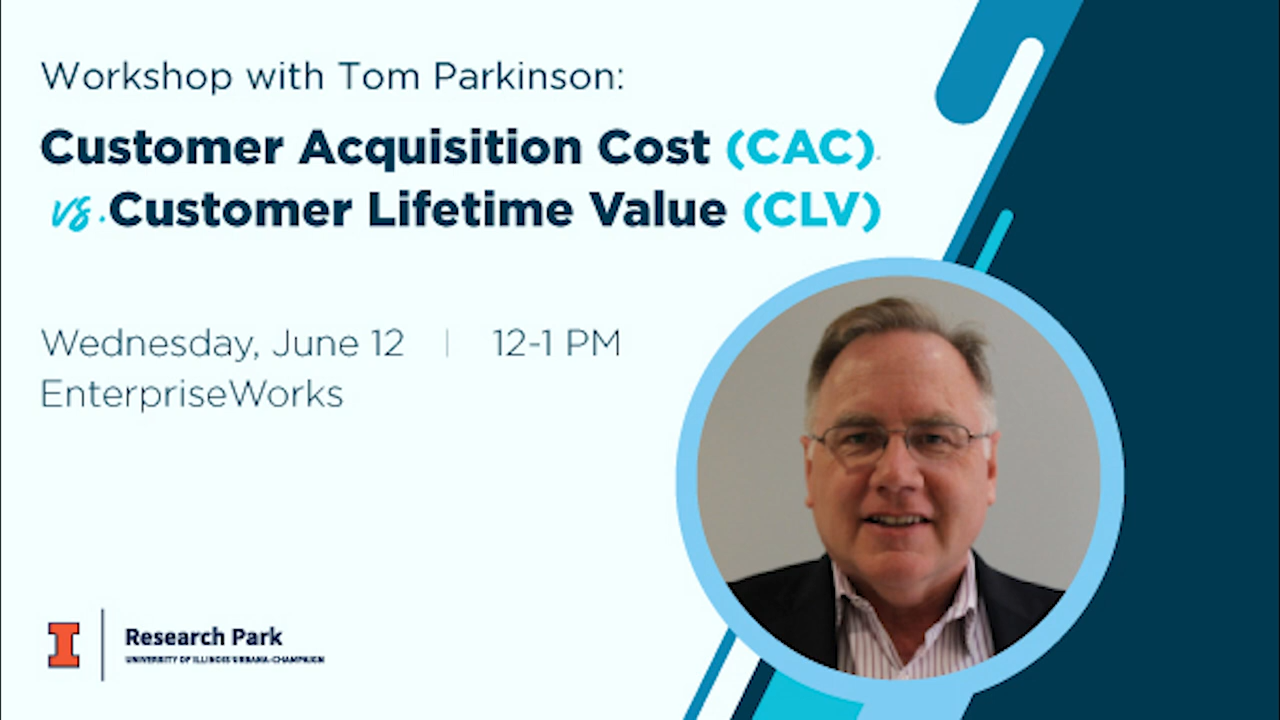 Workshop with Tom Parkinson:
Customer Acquisition Cost (CAC)
vs. Customer Lifetime Value (CLV)
Wednesday, June 12 | 12-1 PM
EnterpriseWorks
I | Research Park
UNIVERSITY OF ILLINOIS URBANA-CHAMPAIGN